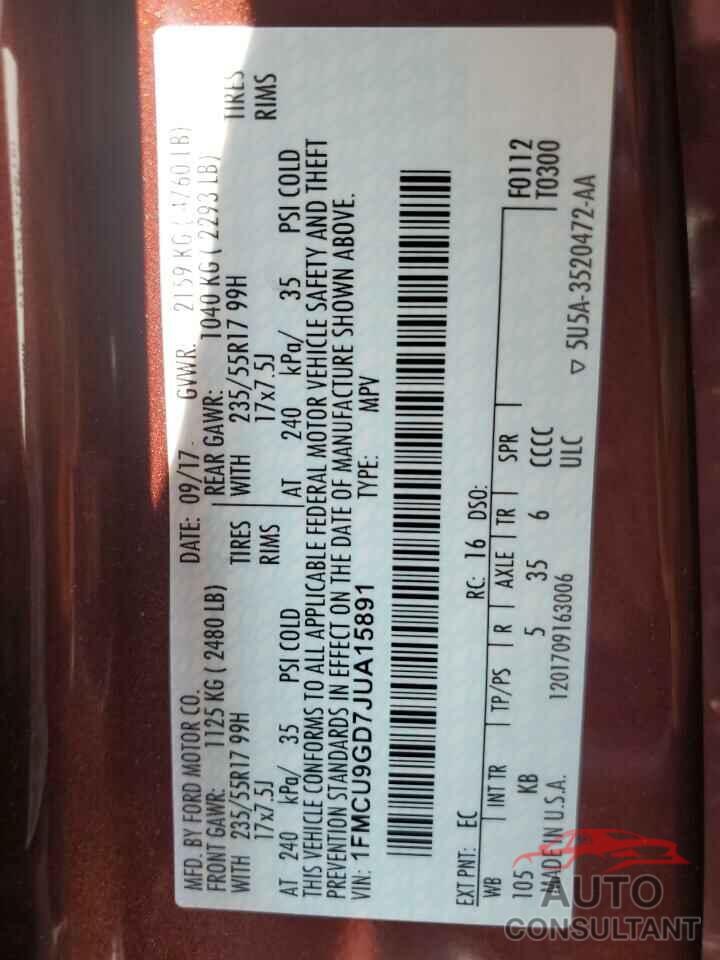 MFD. BY FORD MOTOR CO.
DATE: 09/17
GVWR: 2159 KG ( 4760 LB)
FRONT GAWR: 1125 KG ( 2480 LB)
REAR GAWR: 1040 KG ( 2293 LB)
WITH 235/55R17 99H TIRES
WITH 235/55R17 99H TIRES
17x7.5J RIMS
17x7.5J RIMS
AT 240 kPa/ 35 PSI COLD
AT 240 kPa/ 35 PSI COLD
THIS VEHICLE CONFORMS TO ALL APPLICABLE FEDERAL MOTOR VEHICLE SAFETY AND THEFT
PREVENTION STANDARDS IN EFFECT ON THE DATE OF MANUFACTURE SHOWN ABOVE.
VIN: 1FMCU9GD7JUA15891
TYPE: MPV
EXT PNT: EC RC: 16 DSO: F0112
WB INT TR TP/PS R AXLE TR SPR T0300
105 KB 5 35 6 CCCC
MADE IN U.S.A. 1201709163006 ULC
▽ 5U5A-3520472-AA
AUTO
CONSULTANT